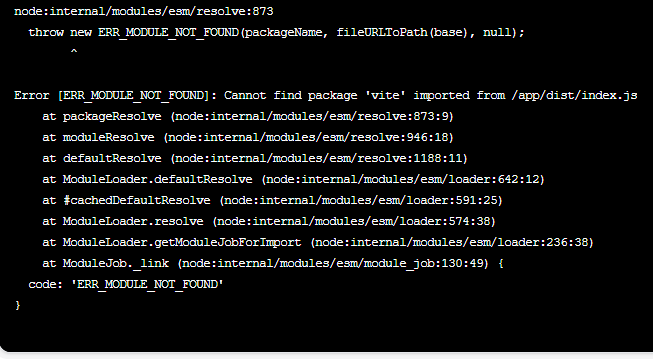 node:internal/modules/esm/resolve:873
  throw new ERR_MODULE_NOT_FOUND(packageName, fileURLToPath(base), null);
        ^

Error [ERR_MODULE_NOT_FOUND]: Cannot find package 'vite' imported from /app/dist/index.js
    at packageResolve (node:internal/modules/esm/resolve:873:9)
    at moduleResolve (node:internal/modules/esm/resolve:946:18)
    at defaultResolve (node:internal/modules/esm/resolve:1188:11)
    at ModuleLoader.defaultResolve (node:internal/modules/esm/loader:642:12)
    at #cachedDefaultResolve (node:internal/modules/esm/loader:591:25)
    at ModuleLoader.resolve (node:internal/modules/esm/loader:574:38)
    at ModuleLoader.getModuleJobForImport (node:internal/modules/esm/loader:236:38)
    at ModuleJob._link (node:internal/modules/esm/module_job:130:49) {
  code: 'ERR_MODULE_NOT_FOUND'
}